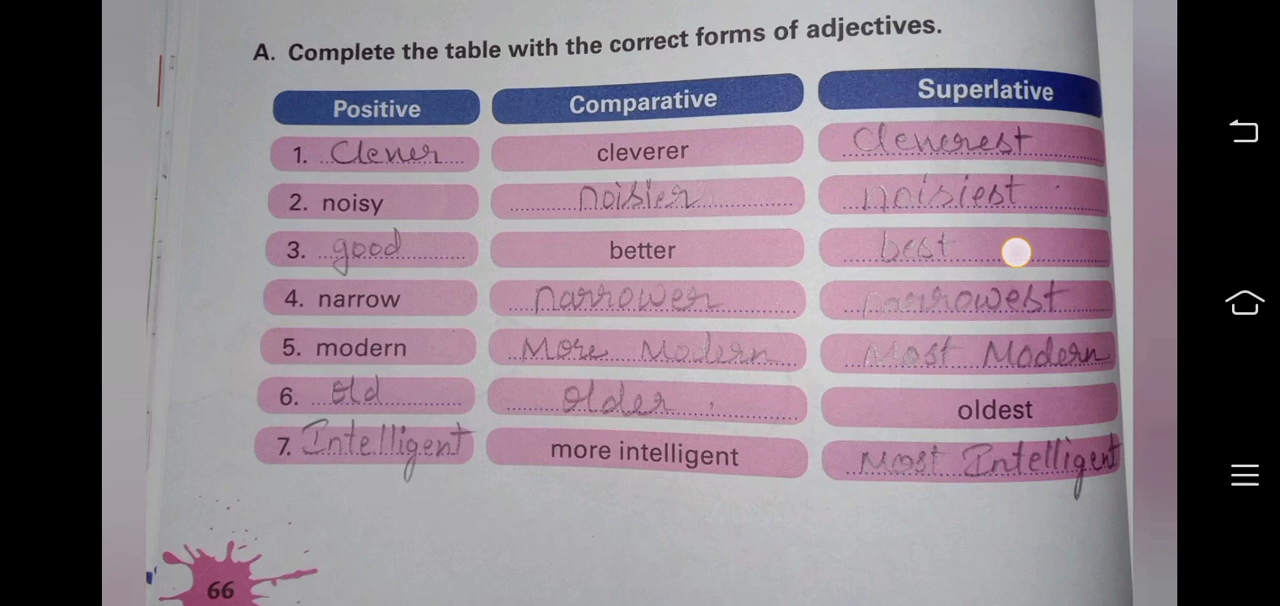 A. Complete the table with the correct forms of adjectives.
Positive Comparative Superlative
1. Clever cleverer Cleverest
2. noisy noisier noisiest
3. good better best
4. narrow narrower narrowest
5. modern More Modern Most Modern
6. old older oldest
7. Intelligent more intelligent Most Intelligent
66